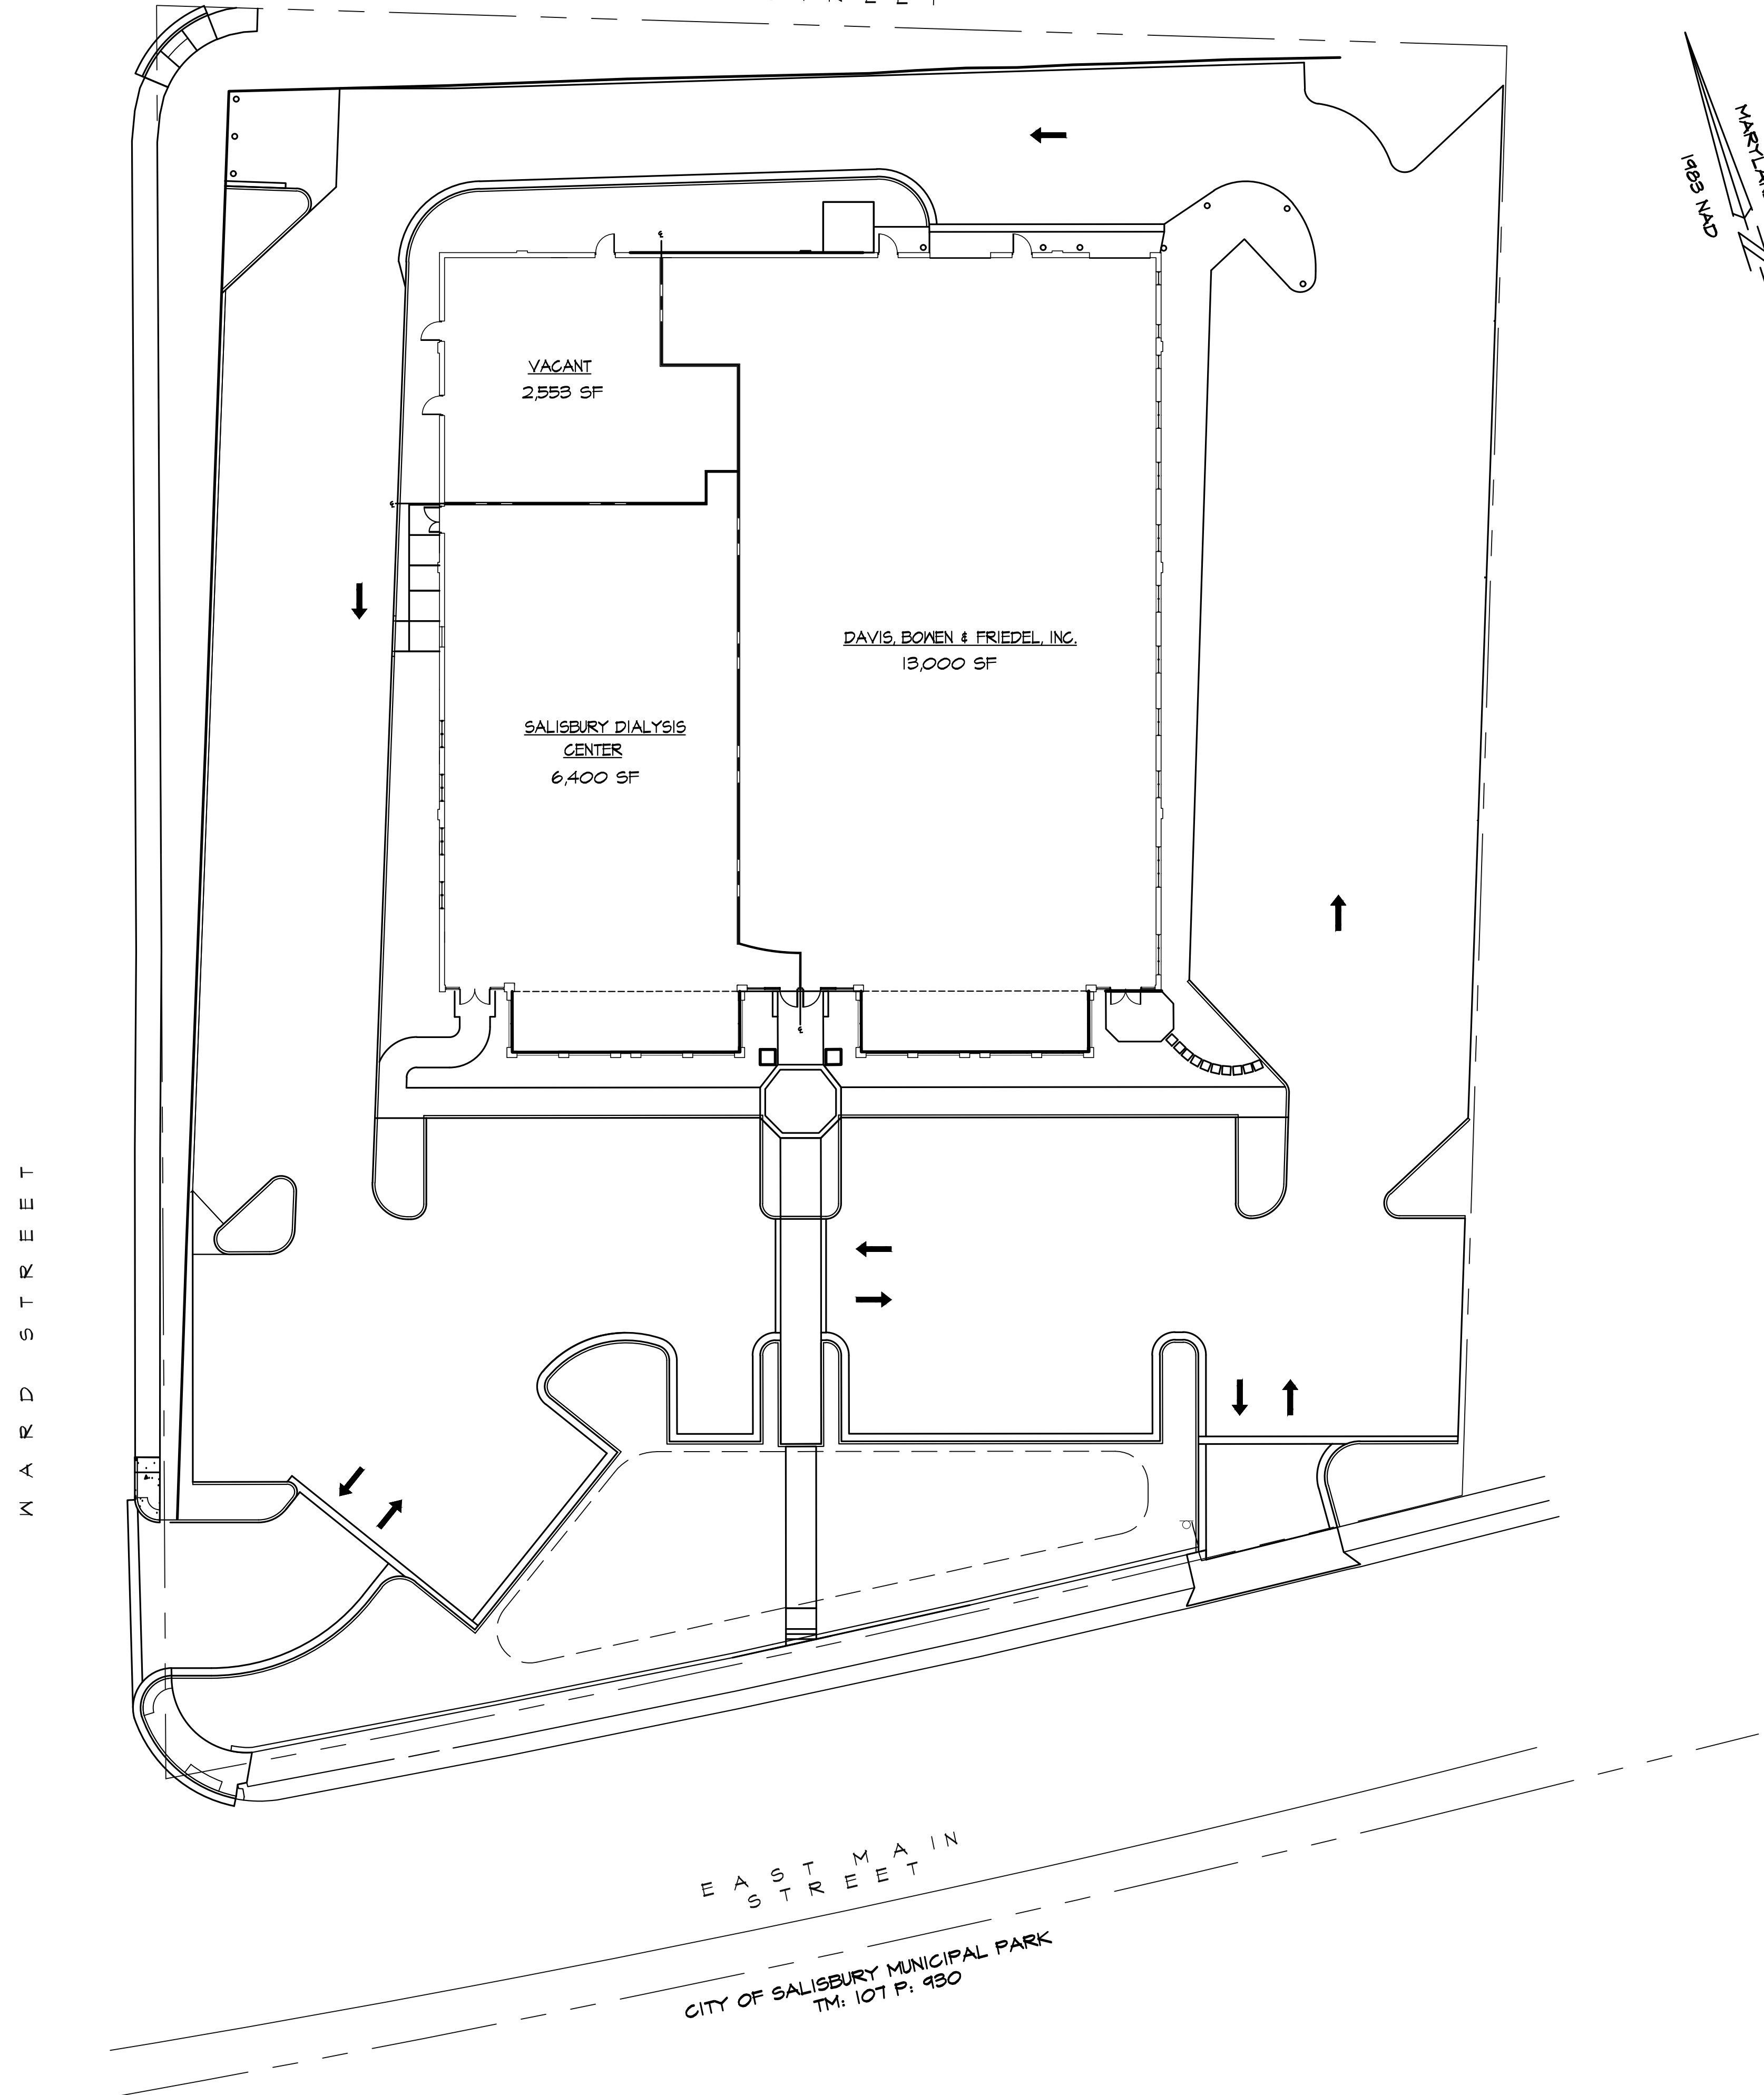 1983 NAD
VACANT
2,553 SF
DAVIS, BOWEN & FRIEDEL, INC.
13,000 SF
SALISBURY DIALYSIS
CENTER
6,400 SF
WARD STREET
EAST MAIN
STREET
CITY OF SALISBURY MUNICIPAL PARK
TM: 107 P: 930